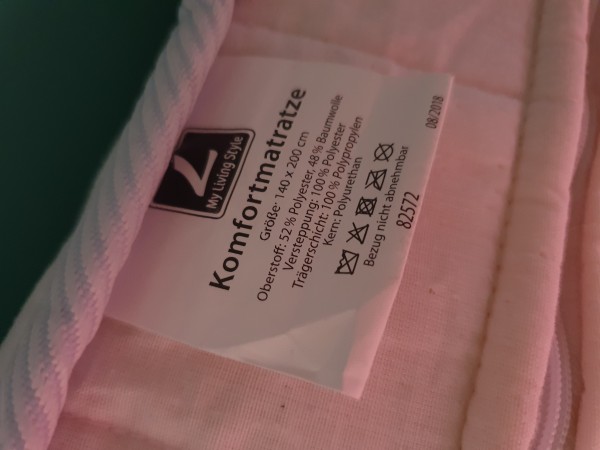 My Living Style
Komfortmatratze
Größe: 140 x 200 cm
Oberstoff: 52 % Polyester, 48 % Baumwolle
Versteppung: 100 % Polyester
Trägerschicht: 100 % Polypropylen
Kern: Polyurethan
Bezug nicht abnehmbar
82572
08/2018